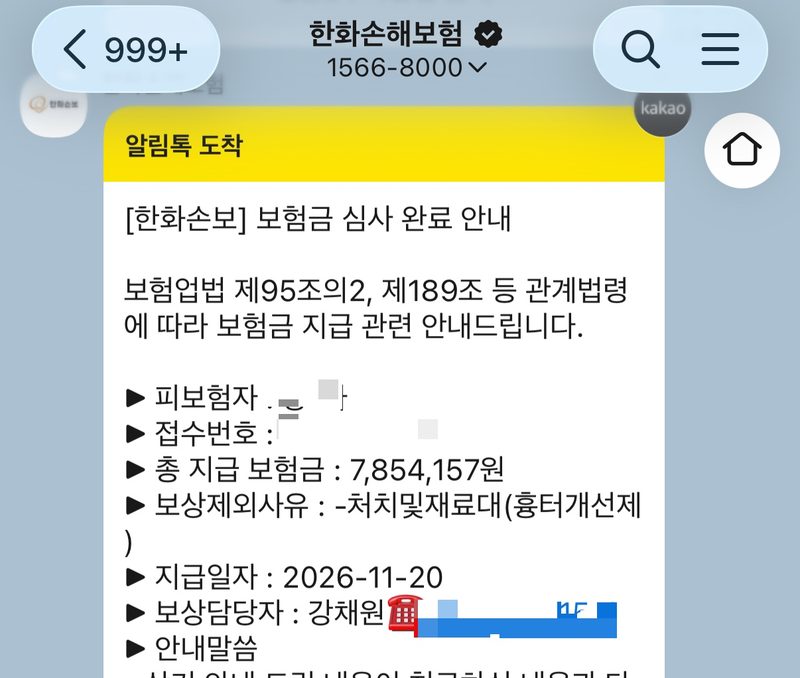 999+
한화손해보험
1566-8000
한화손보
kakao
알림톡 도착
[한화손보] 보험금 심사 완료 안내
보험업법 제95조의2, 제189조 등 관계법령
에 따라 보험금 지급 관련 안내드립니다.
▶ 피보험자
▶ 접수번호 :
▶ 총 지급 보험금 : 7,854,157원
▶ 보상제외사유 : -처치및재료대(흉터개선제
)
▶ 지급일자 : 2026-11-20
▶ 보상담당자 : 강채원☎️
▶ 안내말씀